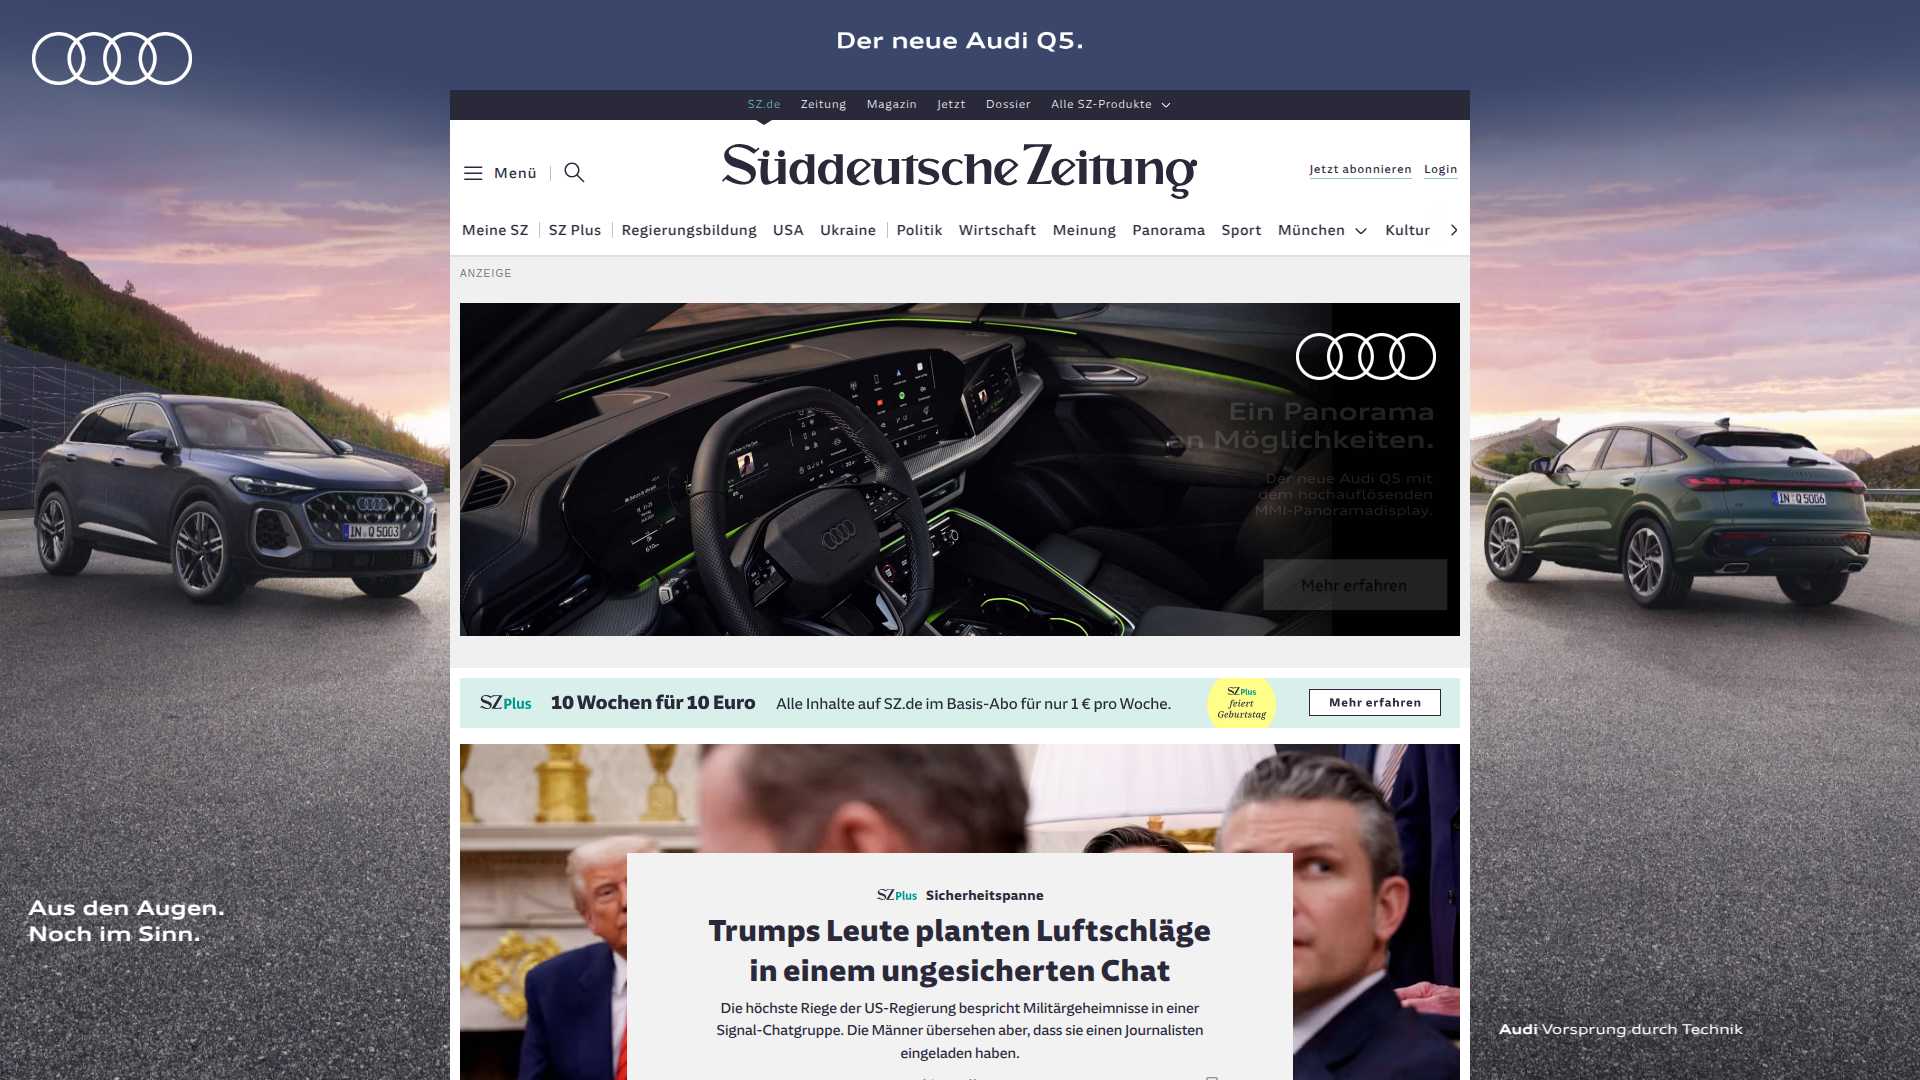 Der neue Audi Q5.
SZ.de Zeitung Magazin Jetzt Dossier Alle SZ-Produkte
Menü
Süddeutsche Zeitung
Jetzt abonnieren Login
Meine SZ SZ Plus Regierungsbildung USA Ukraine Politik Wirtschaft Meinung Panorama Sport München Kultur
ANZEIGE
Ein Panorama
an Möglichkeiten.
Der neue Audi Q5 mit
dem hochauflösenden
MMI-Panoramadisplay.
Mehr erfahren
IN Q 5003
IN Q 5006
SZ Plus 10 Wochen für 10 Euro Alle Inhalte auf SZ.de im Basis-Abo für nur 1 € pro Woche.
SZ Plus
feiert
Geburtstag
Mehr erfahren
SZ Plus Sicherheitspanne
Trumps Leute planten Luftschläge
in einem ungesicherten Chat
Die höchste Riege der US-Regierung bespricht Militärgeheimnisse in einer
Signal-Chatgruppe. Die Männer übersehen aber, dass sie einen Journalisten
eingeladen haben.
Aus den Augen.
Noch im Sinn.
Audi Vorsprung durch Technik